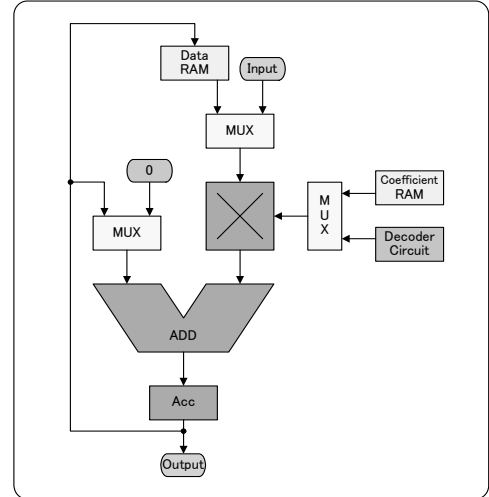 Data
RAM
Input
MUX
0
MUX
M
U
X
Coefficient
RAM
Decoder
Circuit
ADD
Acc
Output